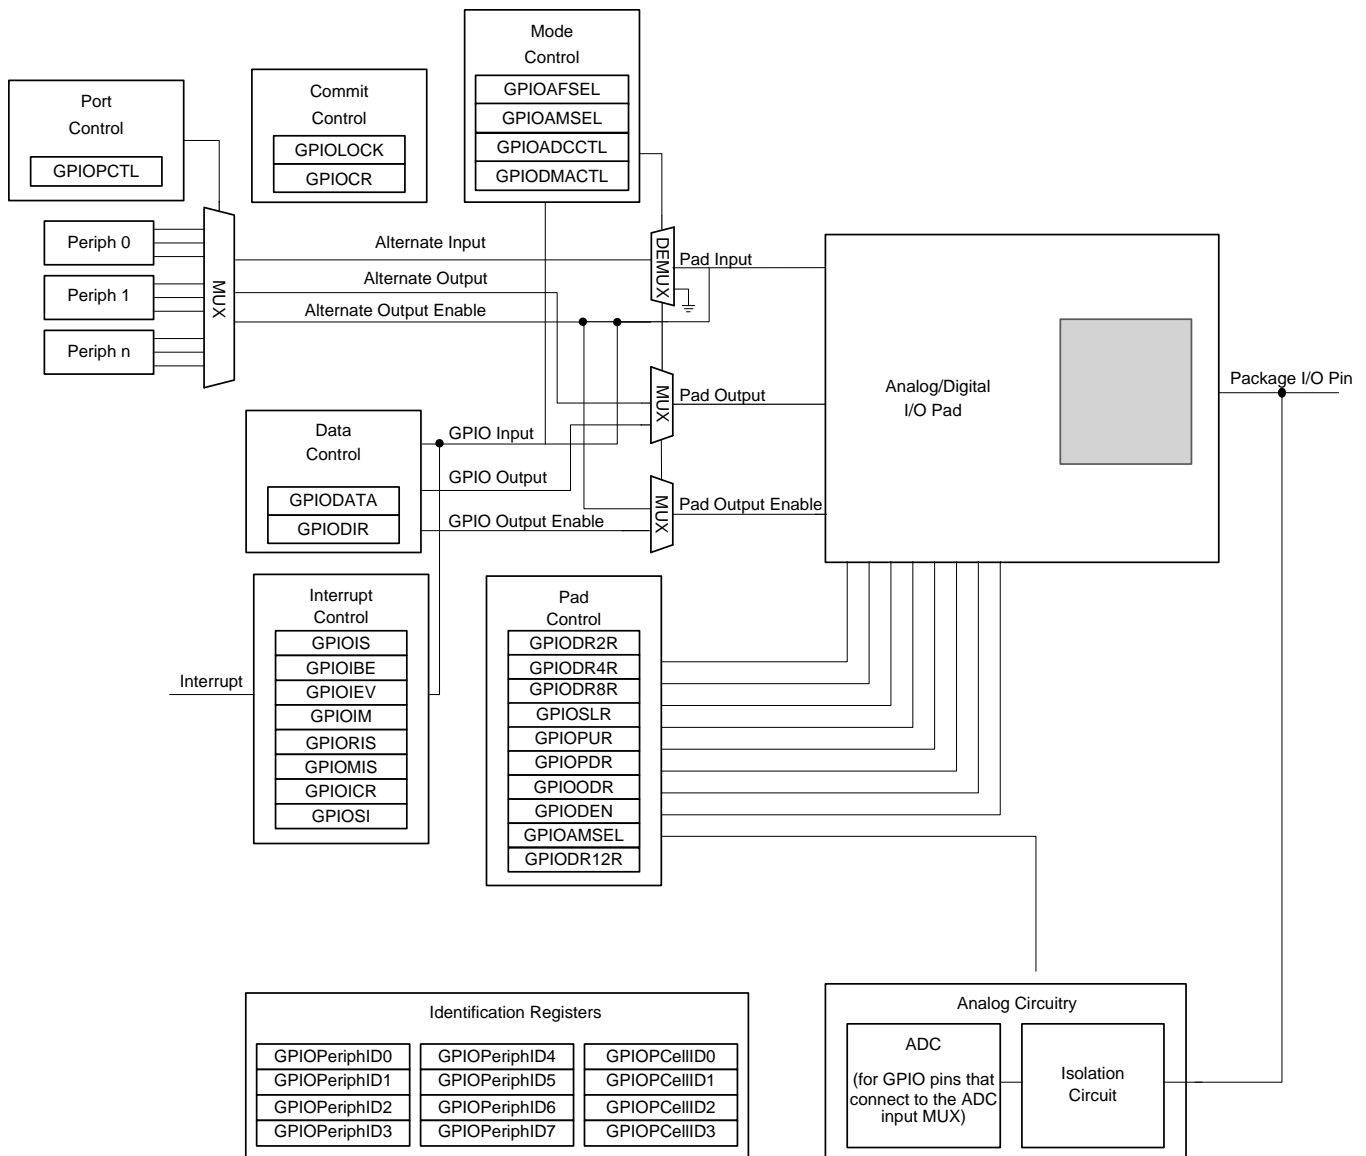 Mode
Control
GPIOAFSEL
GPIOAMSEL
GPIOADCCTL
GPIODMACTL
Port
Control
GPIOPCTL
Commit
Control
GPIOLOCK
GPIOCR
Periph 0
Periph 1
Periph n
MUX
Alternate Input
Alternate Output
Alternate Output Enable
DEMUX
Pad Input
MUX
Pad Output
MUX
Pad Output Enable
Analog/Digital
I/O Pad
Package I/O Pin
Data
Control
GPIODATA
GPIODIR
GPIO Input
GPIO Output
GPIO Output Enable
Interrupt
Interrupt
Control
GPIOIS
GPIOIBE
GPIOIEV
GPIOIM
GPIORIS
GPIOMIS
GPIOICR
GPIOSI
Pad
Control
GPIODR2R
GPIODR4R
GPIODR8R
GPIOSLR
GPIOPUR
GPIOPDR
GPIOODR
GPIODEN
GPIOAMSEL
GPIODR12R
Identification Registers
GPIOPeriphID0
GPIOPeriphID1
GPIOPeriphID2
GPIOPeriphID3
GPIOPeriphID4
GPIOPeriphID5
GPIOPeriphID6
GPIOPeriphID7
GPIOPCellID0
GPIOPCellID1
GPIOPCellID2
GPIOPCellID3
Analog Circuitry
ADC
(for GPIO pins that
connect to the ADC
input MUX)
Isolation
Circuit